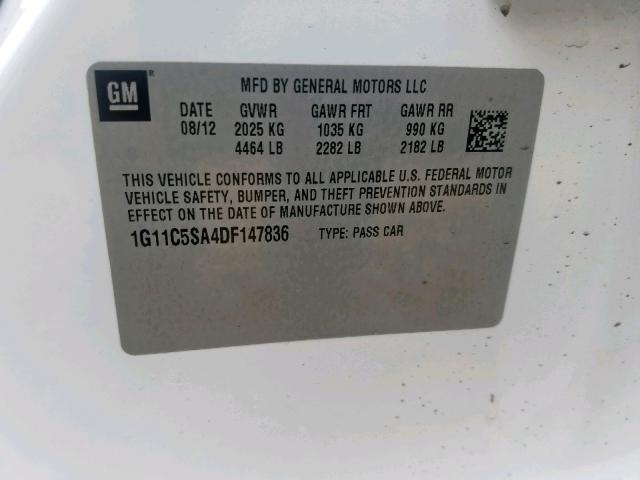 GM®
MFD BY GENERAL MOTORS LLC
DATE GVWR GAWR FRT GAWR RR
08/12 2025 KG 1035 KG 990 KG
4464 LB 2282 LB 2182 LB
THIS VEHICLE CONFORMS TO ALL APPLICABLE U.S. FEDERAL MOTOR
VEHICLE SAFETY, BUMPER, AND THEFT PREVENTION STANDARDS IN
EFFECT ON THE DATE OF MANUFACTURE SHOWN ABOVE.
1G11C5SA4DF147836 TYPE: PASS CAR